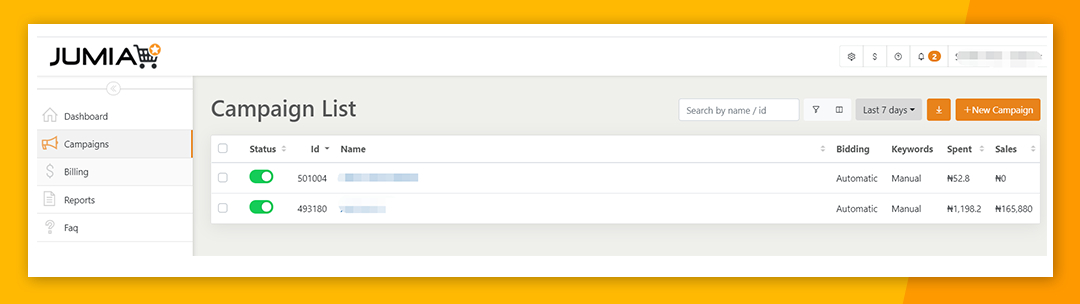 JUMIA
2
Dashboard
Campaigns
Billing
Reports
Faq
Campaign List
Search by name / id
Last 7 days
+New Campaign
Status Id Name Bidding Keywords Spent Sales
501004 Automatic Manual ₦52.8 ₦0
493180 Automatic Manual ₦1,198.2 ₦165,880